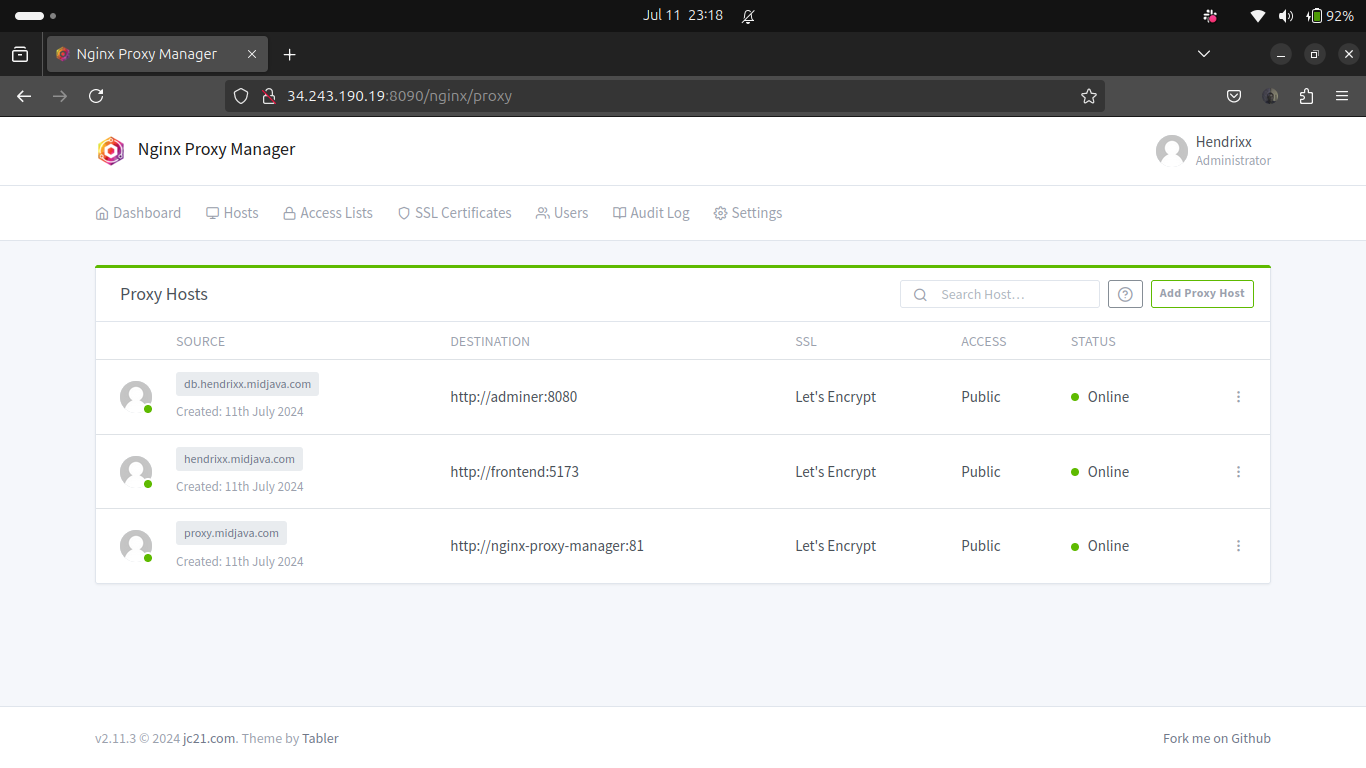 Jul 11 23:18
92%
Nginx Proxy Manager
34.243.190.19:8090/nginx/proxy
Nginx Proxy Manager
Hendrixx
Administrator
Dashboard Hosts Access Lists SSL Certificates Users Audit Log Settings
Proxy Hosts
Search Host...
Add Proxy Host
SOURCE DESTINATION SSL ACCESS STATUS
db.hendrixx.midjava.com
Created: 11th July 2024
http://adminer:8080 Let's Encrypt Public Online
hendrixx.midjava.com
Created: 11th July 2024
http://frontend:5173 Let's Encrypt Public Online
proxy.midjava.com
Created: 11th July 2024
http://nginx-proxy-manager:81 Let's Encrypt Public Online
v2.11.3 © 2024 jc21.com. Theme by Tabler
Fork me on Github